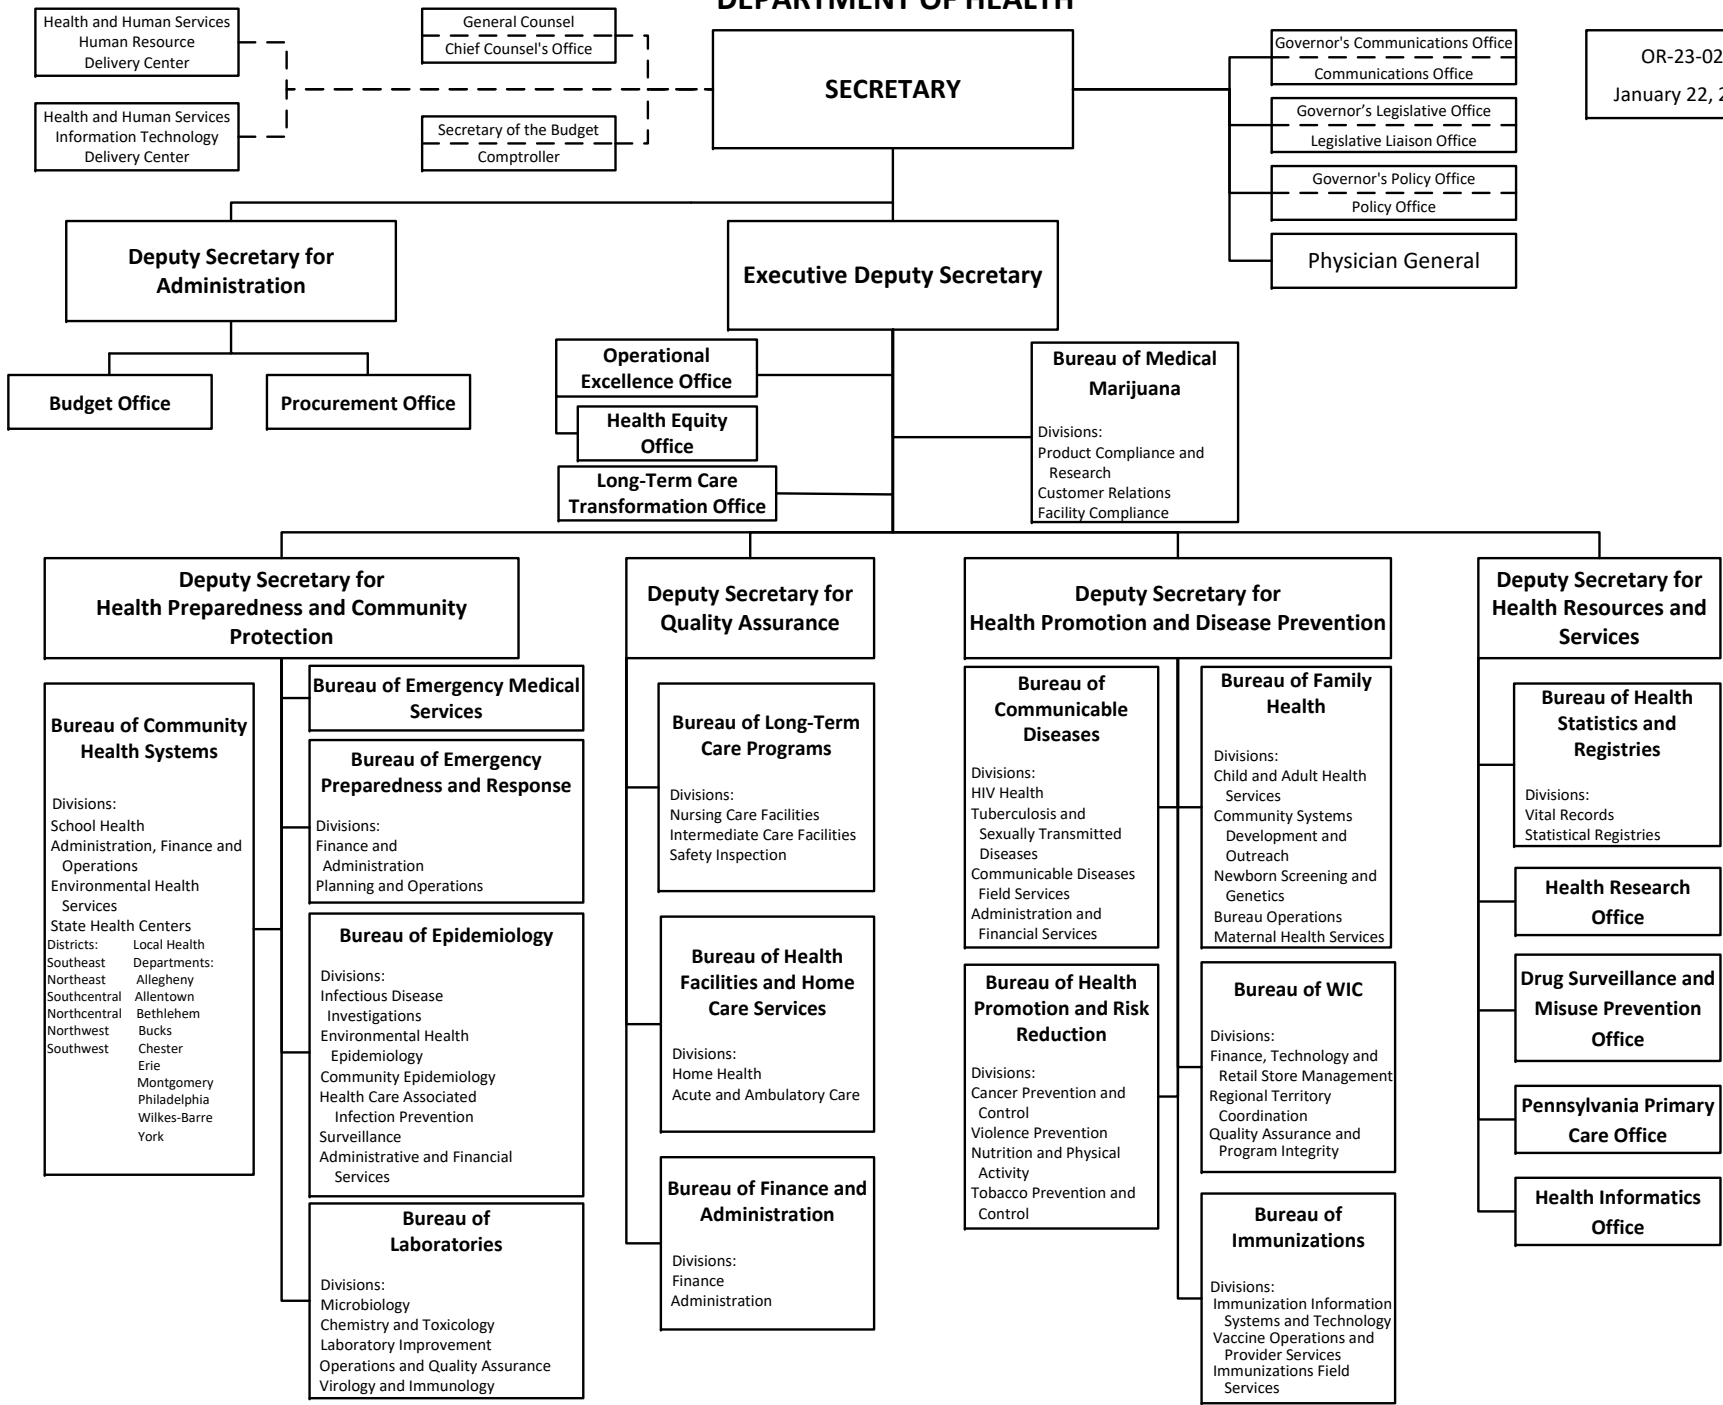 DEPARTMENT OF HEALTH
Health and Human Services
Human Resource
Delivery Center
Health and Human Services
Information Technology
Delivery Center
General Counsel
Chief Counsel's Office
Secretary of the Budget
Comptroller
SECRETARY
Governor's Communications Office
Communications Office
Governor’s Legislative Office
Legislative Liaison Office
Governor's Policy Office
Policy Office
Physician General
OR-23-02
January 22, 2
Deputy Secretary for
Administration
Budget Office
Procurement Office
Executive Deputy Secretary
Operational
Excellence Office
Health Equity
Office
Long-Term Care
Transformation Office
Bureau of Medical
Marijuana
Divisions:
Product Compliance and
Research
Customer Relations
Facility Compliance
Deputy Secretary for
Health Preparedness and Community
Protection
Bureau of Community
Health Systems
Divisions:
School Health
Administration, Finance and
Operations
Environmental Health
Services
State Health Centers
Districts:
Southeast
Northeast
Southcentral
Northcentral
Northwest
Southwest
Local Health
Departments:
Allegheny
Allentown
Bethlehem
Bucks
Chester
Erie
Montgomery
Philadelphia
Wilkes-Barre
York
Bureau of Emergency Medical
Services
Bureau of Emergency
Preparedness and Response
Divisions:
Finance and
Administration
Planning and Operations
Bureau of Epidemiology
Divisions:
Infectious Disease
Investigations
Environmental Health
Epidemiology
Community Epidemiology
Health Care Associated
Infection Prevention
Surveillance
Administrative and Financial
Services
Bureau of
Laboratories
Divisions:
Microbiology
Chemistry and Toxicology
Laboratory Improvement
Operations and Quality Assurance
Virology and Immunology
Deputy Secretary for
Quality Assurance
Bureau of Long-Term
Care Programs
Divisions:
Nursing Care Facilities
Intermediate Care Facilities
Safety Inspection
Bureau of Health
Facilities and Home
Care Services
Divisions:
Home Health
Acute and Ambulatory Care
Bureau of Finance and
Administration
Divisions:
Finance
Administration
Deputy Secretary for
Health Promotion and Disease Prevention
Bureau of
Communicable
Diseases
Divisions:
HIV Health
Tuberculosis and
Sexually Transmitted
Diseases
Communicable Diseases
Field Services
Administration and
Financial Services
Bureau of Health
Promotion and Risk
Reduction
Divisions:
Cancer Prevention and
Control
Violence Prevention
Nutrition and Physical
Activity
Tobacco Prevention and
Control
Bureau of Family
Health
Divisions:
Child and Adult Health
Services
Community Systems
Development and
Outreach
Newborn Screening and
Genetics
Bureau Operations
Maternal Health Services
Bureau of WIC
Divisions:
Finance, Technology and
Retail Store Management
Regional Territory
Coordination
Quality Assurance and
Program Integrity
Bureau of
Immunizations
Divisions:
Immunization Information
Systems and Technology
Vaccine Operations and
Provider Services
Immunizations Field
Services
Deputy Secretary for
Health Resources and
Services
Bureau of Health
Statistics and
Registries
Divisions:
Vital Records
Statistical Registries
Health Research
Office
Drug Surveillance and
Misuse Prevention
Office
Pennsylvania Primary
Care Office
Health Informatics
Office